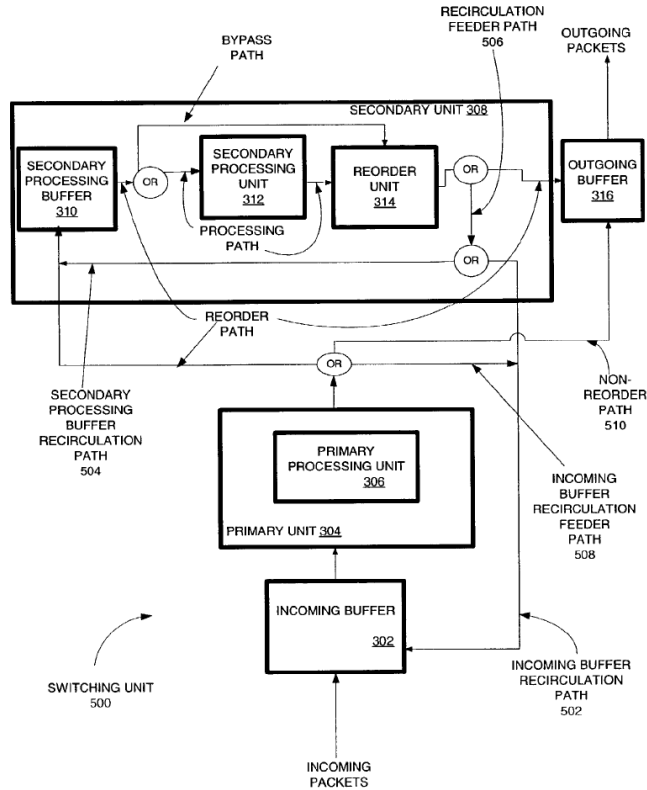 RECIRCULATION
FEEDER PATH
506
OUTGOING
PACKETS
BYPASS
PATH
SECONDARY UNIT 308
SECONDARY
PROCESSING
BUFFER
310
OR
SECONDARY
PROCESSING
UNIT
312
REORDER
UNIT
314
OR
OUTGOING
BUFFER
316
PROCESSING
PATH
OR
REORDER
PATH
OR
SECONDARY
PROCESSING
BUFFER
RECIRCULATION
PATH
504
NON-
REORDER
PATH
510
PRIMARY
PROCESSING UNIT
306
PRIMARY UNIT 304
INCOMING
BUFFER
RECIRCULATION
FEEDER
PATH
508
INCOMING BUFFER
302
SWITCHING UNIT
500
INCOMING BUFFER
RECIRCULATION
PATH
502
INCOMING
PACKETS